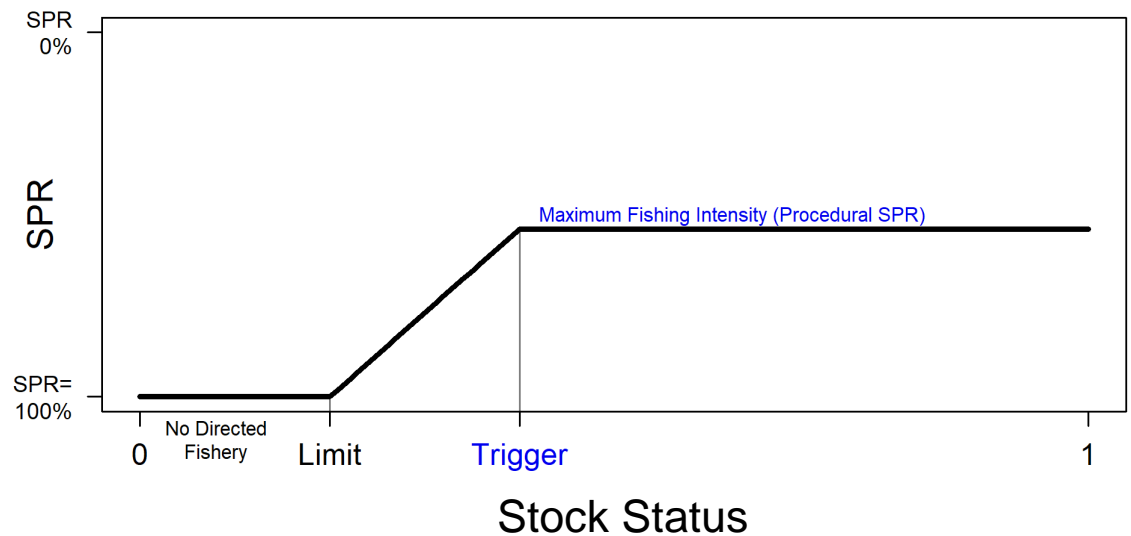 SPR
0%
SPR
Maximum Fishing Intensity (Procedural SPR)
SPR=
100%
No Directed
Fishery
0
Limit
Trigger
1
Stock Status